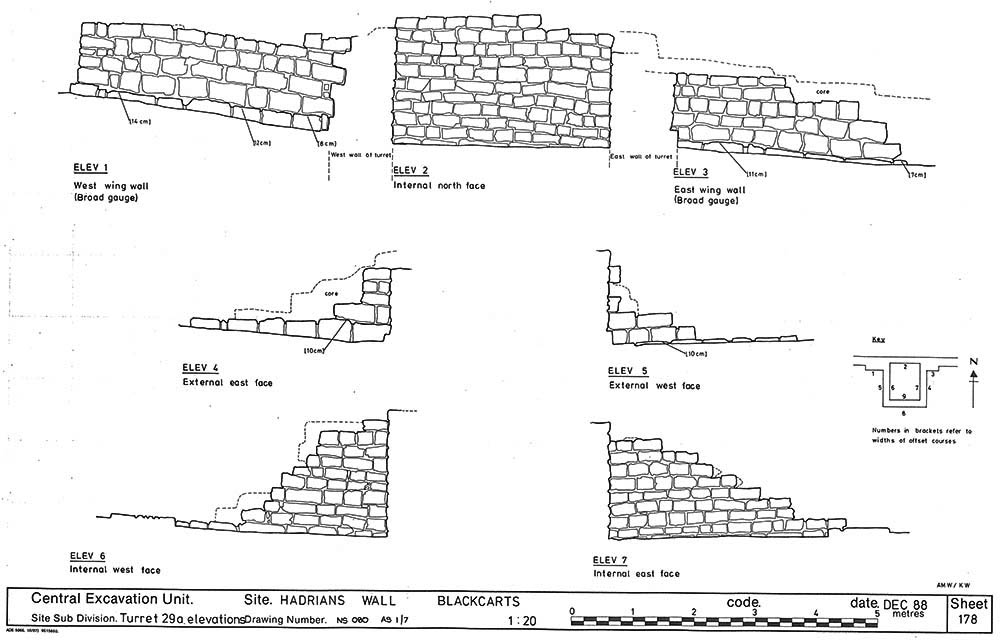 [14cm]
[12cm]
[8cm]
West wall of turret
East wall of turret
core
[11cm]
[7cm]
ELEV 1
West wing wall
(Broad gauge)
ELEV 2
Internal north face
ELEV 3
East wing wall
(Broad gauge)
core
[10cm]
ELEV 4
External east face
[10cm]
ELEV 5
External west face
Key
N
1 2 3
5 6 7 4
9
8
Numbers in brackets refer to
widths of offset courses
ELEV 6
Internal west face
ELEV 7
Internal east face
A.M.W / K.W
Central Excavation Unit. Site. HADRIANS WALL BLACKCARTS code. date. DEC 88 Sheet
Site Sub Division. Turret 29a, elevations Drawing Number. NS 080 AS 1/7 1:20 0 1 2 3 4 5 metres 178